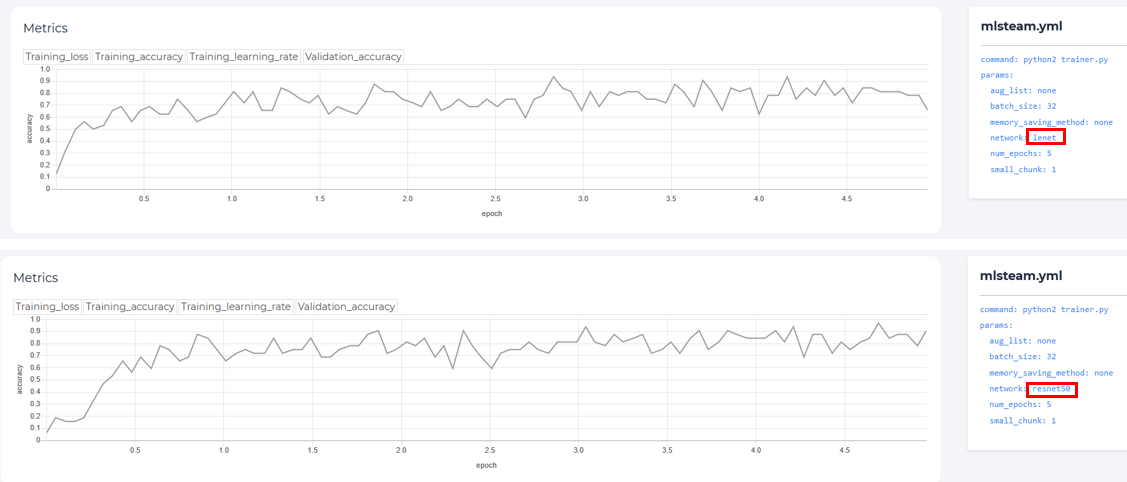 Metrics
Training_loss Training_accuracy Training_learning_rate Validation_accuracy
1.0
0.9
0.8
0.7
0.6
0.5
0.4
0.3
0.2
0.1
0
accuracy
0.5 1.0 1.5 2.0 2.5 3.0 3.5 4.0 4.5
epoch
mlsteam.yml
command: python2 trainer.py
params:
aug_list: none
batch_size: 32
memory_saving_method: none
network: lenet
num_epochs: 5
small_chunk: 1
Metrics
Training_loss Training_accuracy Training_learning_rate Validation_accuracy
1.0
0.9
0.8
0.7
0.6
0.5
0.4
0.3
0.2
0.1
0
accuracy
0.5 1.0 1.5 2.0 2.5 3.0 3.5 4.0 4.5
epoch
mlsteam.yml
command: python2 trainer.py
params:
aug_list: none
batch_size: 32
memory_saving_method: none
network: resnet50
num_epochs: 5
small_chunk: 1